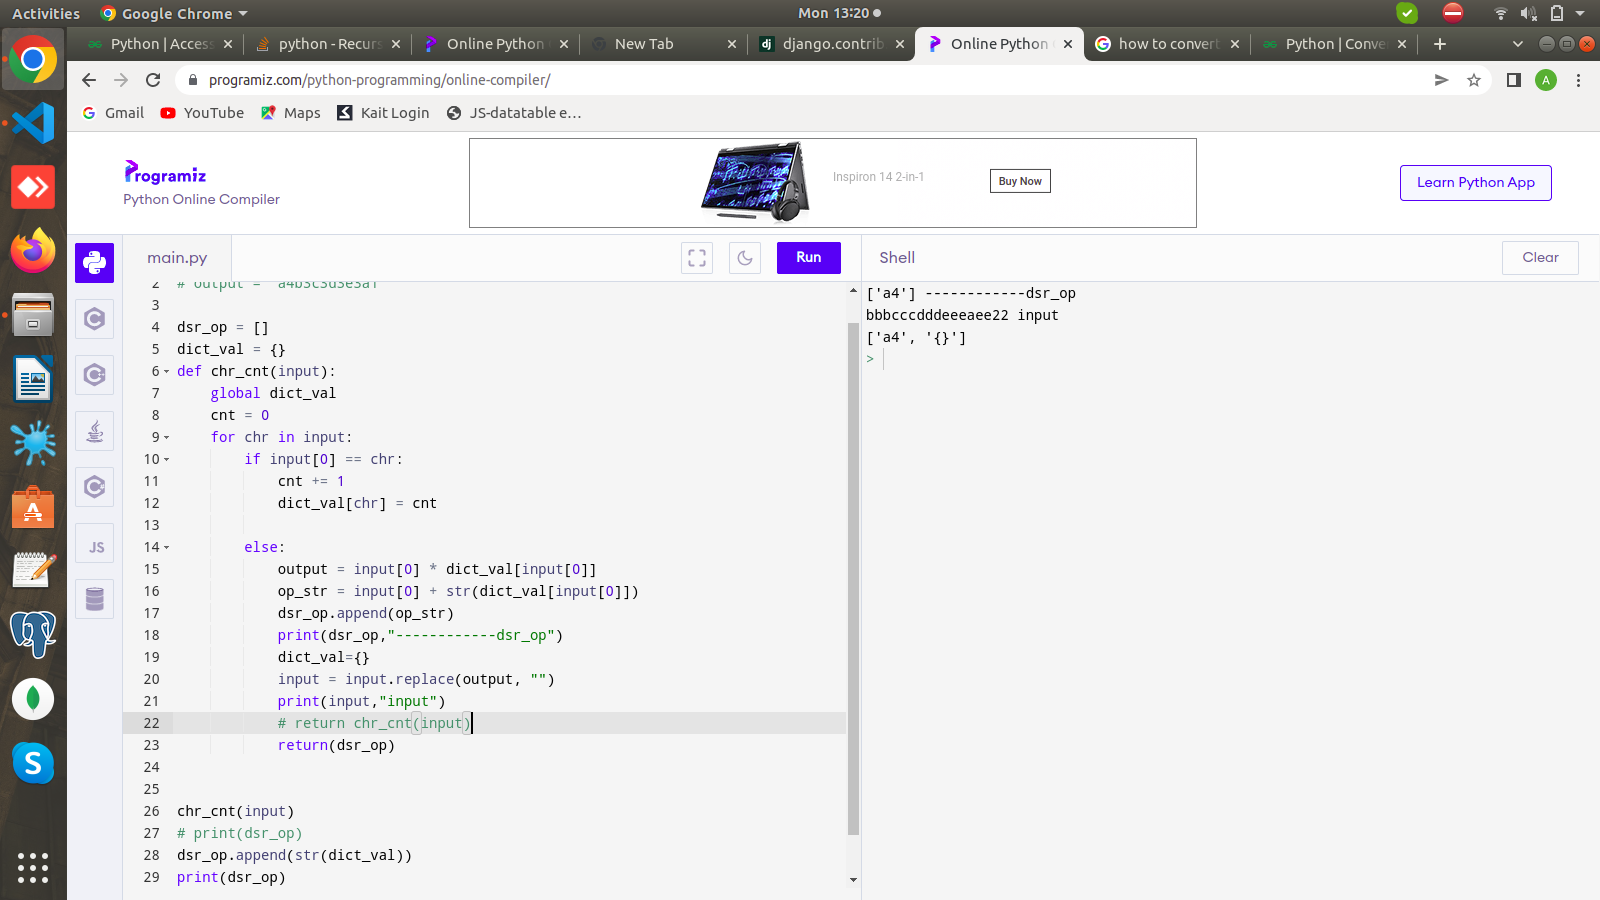 Activities
Google Chrome
Mon 13:20
Python | Access
python - Recurs
Online Python
New Tab
django.contrib
Online Python
how to convert
Python | Conve
programiz.com/python-programming/online-compiler/
A
Gmail
YouTube
Maps
Kait Login
JS-datatable e...
Programiz
Python Online Compiler
Inspiron 14 2-in-1
Buy Now
Learn Python App
main.py
Run
Shell
Clear
JS
2 # output = "a4b3c3d3e3a1
3
4 dsr_op = []
5 dict_val = {}
6 def chr_cnt(input):
7 global dict_val
8 cnt = 0
9 for chr in input:
10 if input[0] == chr:
11 cnt += 1
12 dict_val[chr] = cnt
13
14 else:
15 output = input[0] * dict_val[input[0]]
16 op_str = input[0] + str(dict_val[input[0]])
17 dsr_op.append(op_str)
18 print(dsr_op,"------------dsr_op")
19 dict_val={}
20 input = input.replace(output, "")
21 print(input,"input")
22 # return chr_cnt(input)
23 return(dsr_op)
24
25
26 chr_cnt(input)
27 # print(dsr_op)
28 dsr_op.append(str(dict_val))
29 print(dsr_op)
['a4'] ------------dsr_op
bbbcccdddeeeaee22 input
['a4', '{}']
>